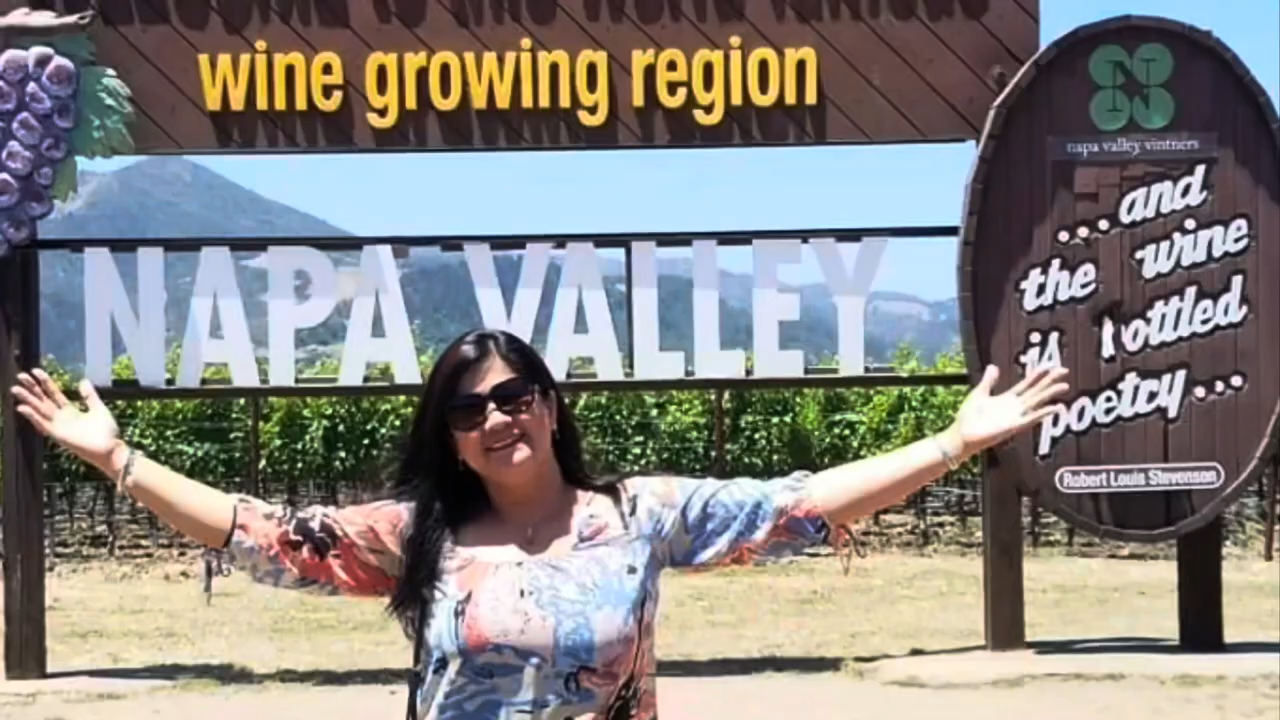 wine growing region
NAPA VALLEY
N
napa valley vintners
...and
the wine
is bottled
poetry...
Robert Louis Stevenson